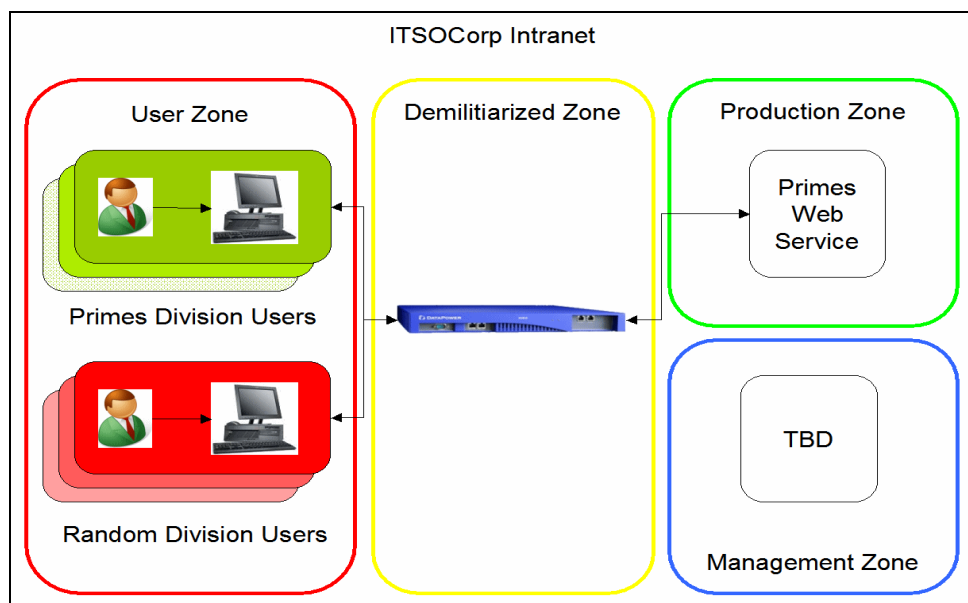 ITSOCorp Intranet
User Zone
Primes Division Users
Random Division Users
Demilitiarized Zone
DATAPOWER
Production Zone
Primes
Web
Service
TBD
Management Zone